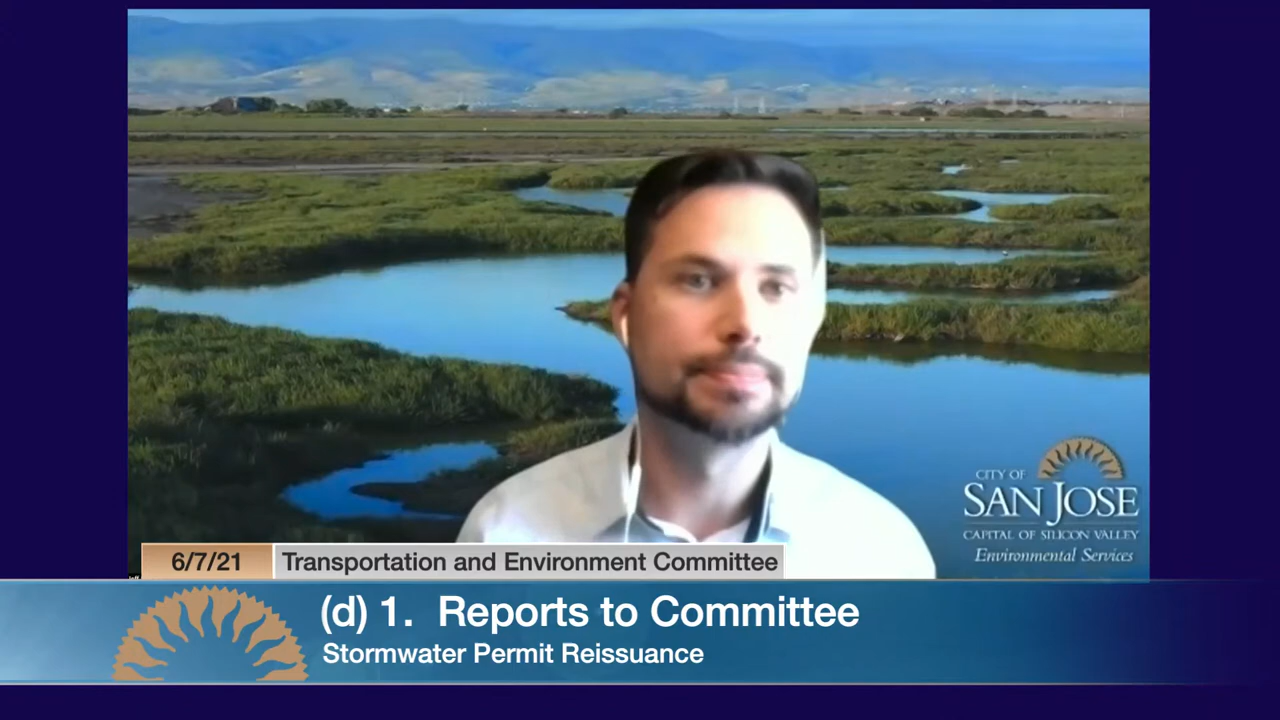 CITY OF
SAN JOSE
CAPITAL OF SILICON VALLEY
Environmental Services
6/7/21
Transportation and Environment Committee
(d) 1. Reports to Committee
Stormwater Permit Reissuance